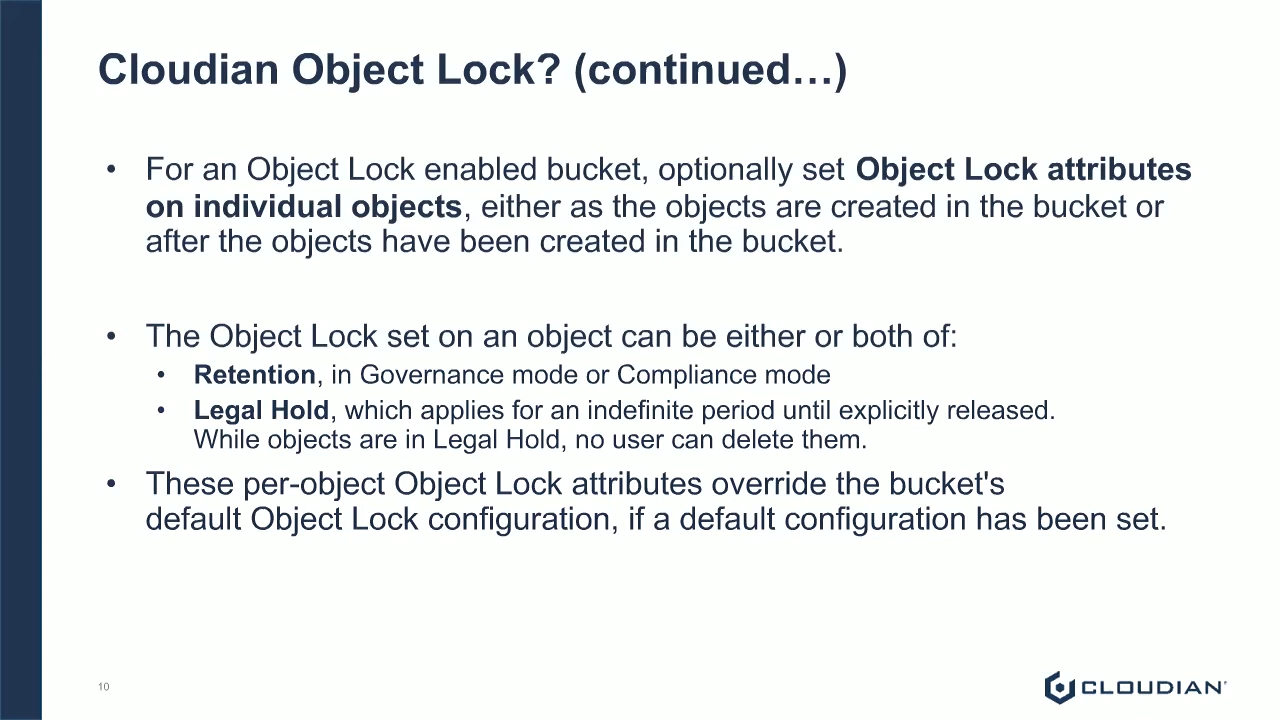 Cloudian Object Lock? (continued…)
• For an Object Lock enabled bucket, optionally set Object Lock attributes
on individual objects, either as the objects are created in the bucket or
after the objects have been created in the bucket.
• The Object Lock set on an object can be either or both of:
• Retention, in Governance mode or Compliance mode
• Legal Hold, which applies for an indefinite period until explicitly released.
While objects are in Legal Hold, no user can delete them.
• These per-object Object Lock attributes override the bucket's
default Object Lock configuration, if a default configuration has been set.
10
CLOUDIAN